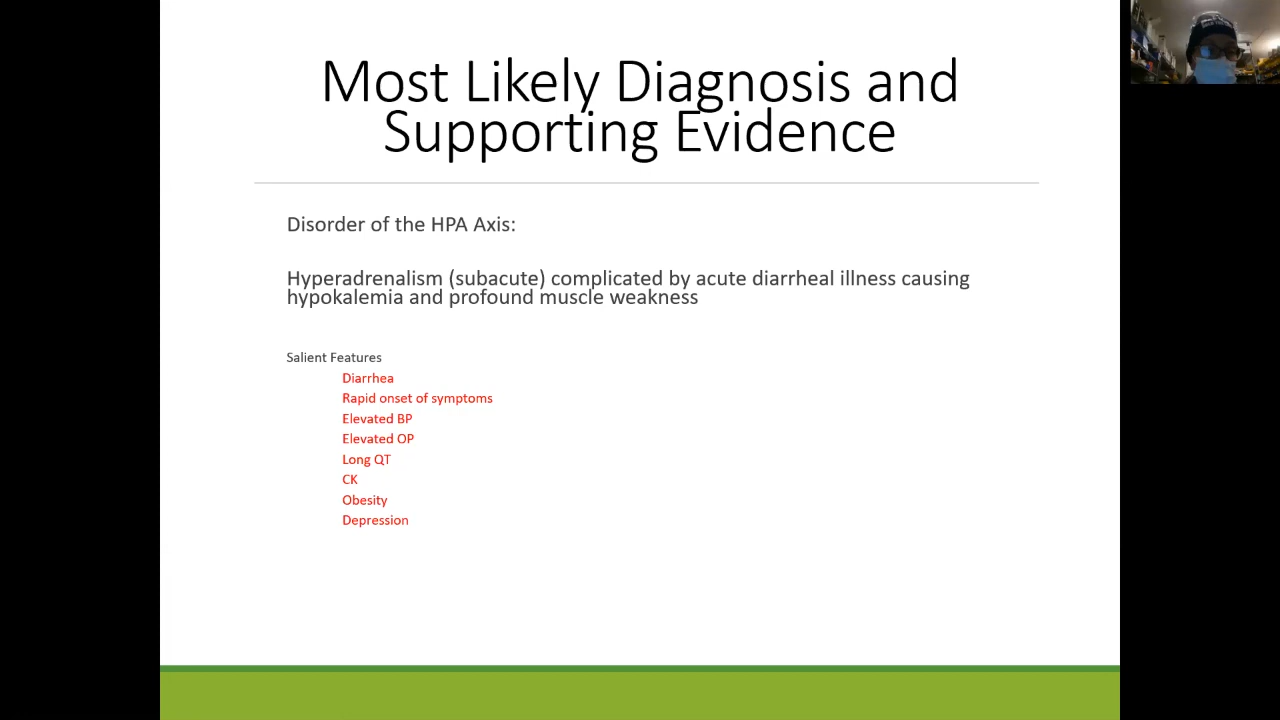 Most Likely Diagnosis and
Supporting Evidence
Disorder of the HPA Axis:
Hyperadrenalism (subacute) complicated by acute diarrheal illness causing
hypokalemia and profound muscle weakness
Salient Features
Diarrhea
Rapid onset of symptoms
Elevated BP
Elevated OP
Long QT
CK
Obesity
Depression